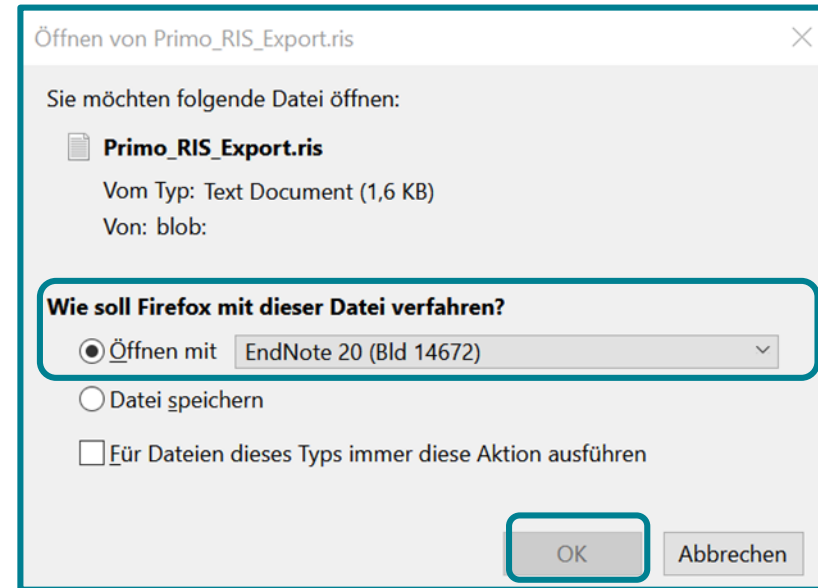 Öffnen von Primo_RIS_Export.ris
Sie möchten folgende Datei öffnen:
Primo_RIS_Export.ris
Vom Typ: Text Document (1,6 KB)
Von: blob:
Wie soll Firefox mit dieser Datei verfahren?
Öffnen mit EndNote 20 (Bld 14672)
Datei speichern
Für Dateien dieses Typs immer diese Aktion ausführen
OK Abbrechen